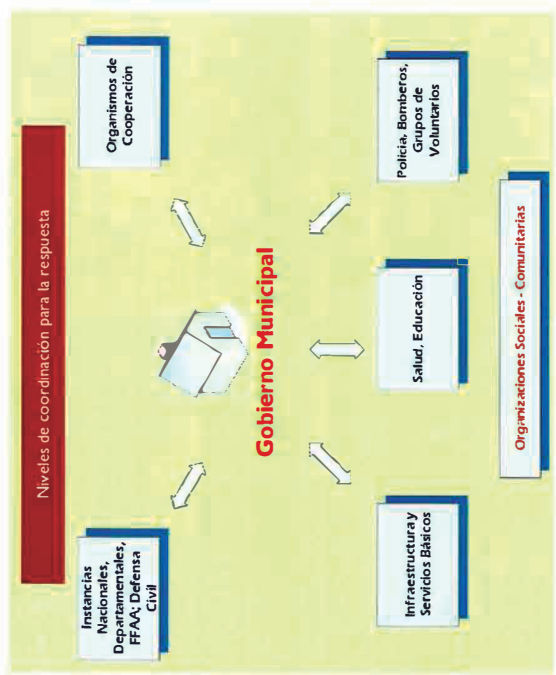 Niveles de coordinación para la respuesta
Instancias
Nacionales,
Departamentales,
FFAA; Defensa
Civil
Organismos de
Cooperación
Gobierno Municipal
Infraestructura y
Servicios Básicos
Salud, Educación
Policia, Bomberos,
Grupos de
Voluntarios
Organizaciones Sociales - Comunitarias